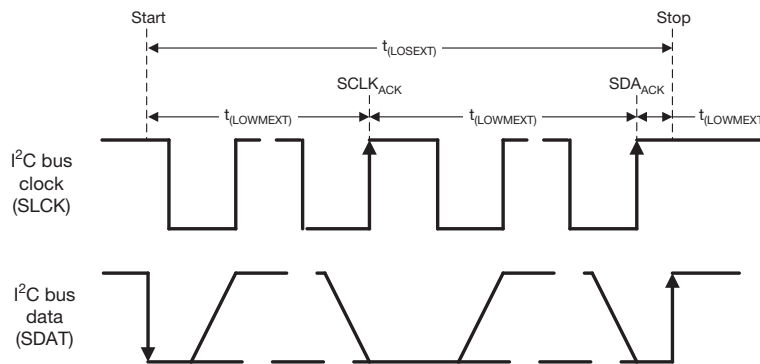 Start
Stop
t(LOSEXT)
SCLKACK
SDAACK
t(LOWMEXT)
t(LOWMEXT)
t(LOWMEXT)
I2C bus
clock
(SLCK)
I2C bus
data
(SDAT)